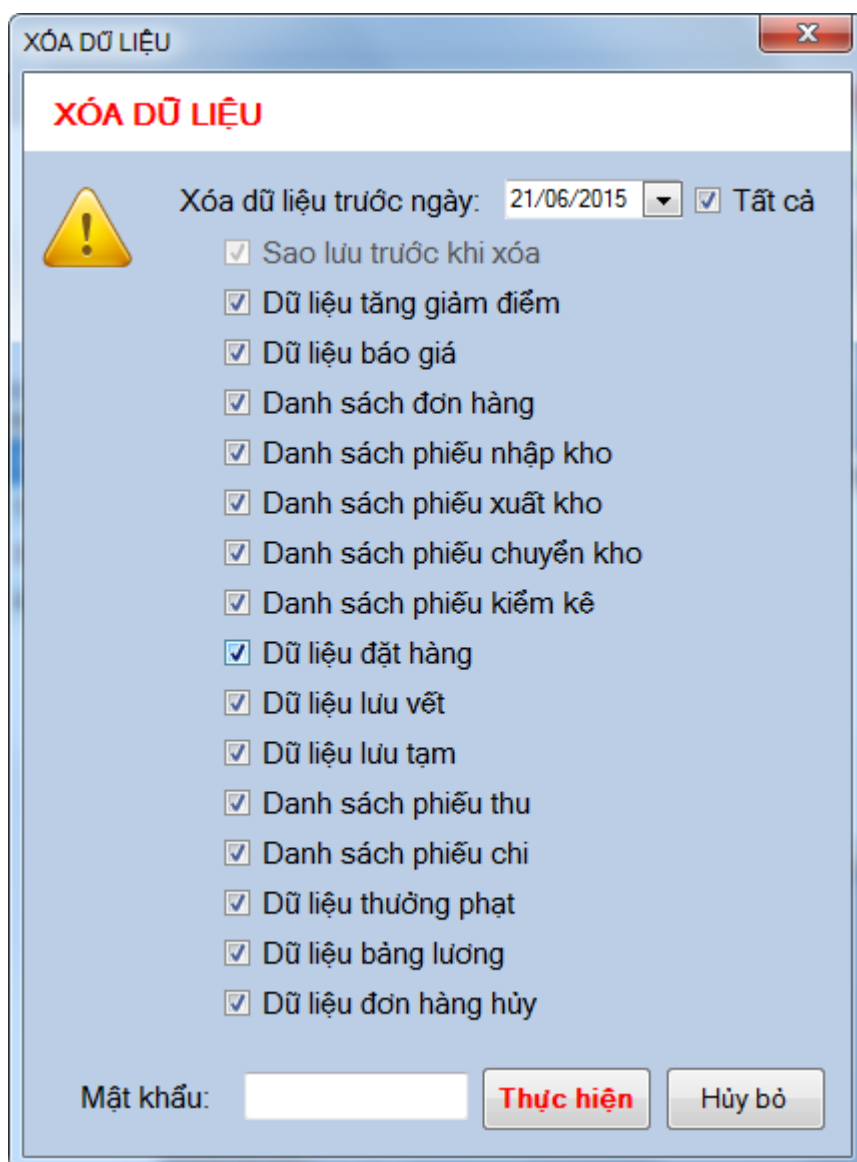 XÓA DỮ LIỆU
XÓA DỮ LIỆU
Xóa dữ liệu trước ngày: 21/06/2015 Tất cả
Sao lưu trước khi xóa
Dữ liệu tăng giảm điểm
Dữ liệu báo giá
Danh sách đơn hàng
Danh sách phiếu nhập kho
Danh sách phiếu xuất kho
Danh sách phiếu chuyển kho
Danh sách phiếu kiểm kê
Dữ liệu đặt hàng
Dữ liệu lưu vết
Dữ liệu lưu tạm
Danh sách phiếu thu
Danh sách phiếu chi
Dữ liệu thưởng phạt
Dữ liệu bảng lương
Dữ liệu đơn hàng hủy
Mật khẩu: Thực hiện Hủy bỏ